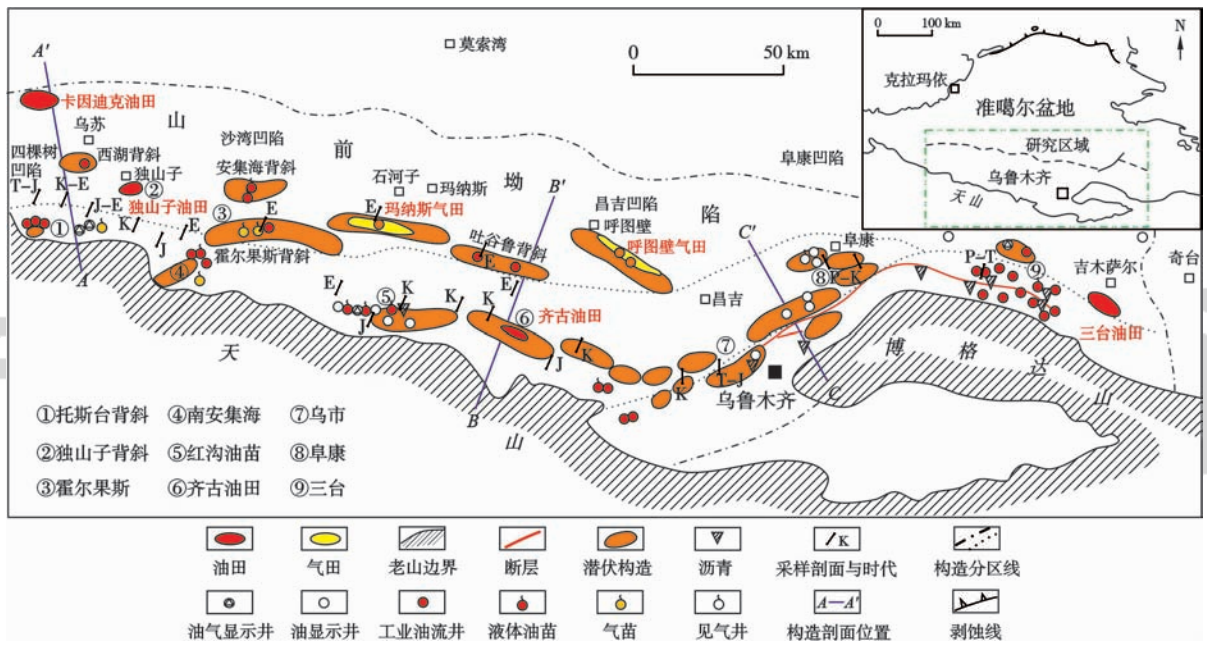 A'
莫索湾
0 50 km
0 100 km
N
克拉玛依
准噶尔盆地
研究区域
乌鲁木齐
天山
卡因迪克油田
乌苏
山
前
坳
陷
四棵树
凹陷
西湖背斜
独山子
②
独山子油田
沙湾凹陷
安集海背斜
石河子
玛纳斯
玛纳斯气田
阜康凹陷
昌吉凹陷
呼图壁
呼图壁气田
B'
C'
T-J
K-E
J-E
K
J
E
①
③
E
霍尔果斯背斜
④
E
吐谷鲁背斜
E
E
E
⑤
K
J
K
K
⑥
齐古油田
J
K
昌吉
阜康
⑧
P-K
P-T
⑨
吉木萨尔
奇台
三台油田
⑦
T-J
K
乌鲁木齐
A
B
C
天
山
博
格
达
山
①托斯台背斜 ④南安集海 ⑦乌市
②独山子背斜 ⑤红沟油苗 ⑧阜康
③霍尔果斯 ⑥齐古油田 ⑨三台
K
油田 气田 老山边界 断层 潜伏构造 沥青 采样剖面与时代 构造分区线
A—A'
油气显示井 油显示井 工业油流井 液体油苗 气苗 见气井 构造剖面位置 剥蚀线